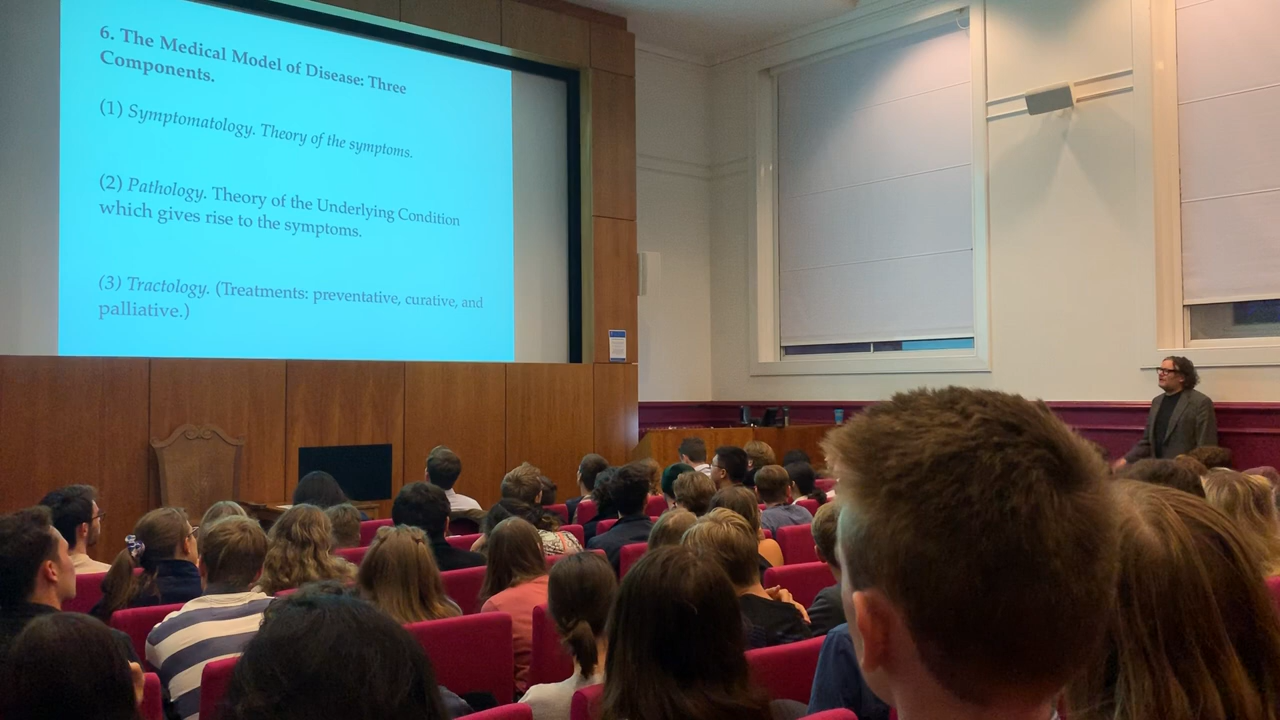 6. The Medical Model of Disease: Three
Components.
(1) Symptomatology. Theory of the symptoms.
(2) Pathology. Theory of the Underlying Condition
which gives rise to the symptoms.
(3) Tractology. (Treatments: preventative, curative, and
palliative.)